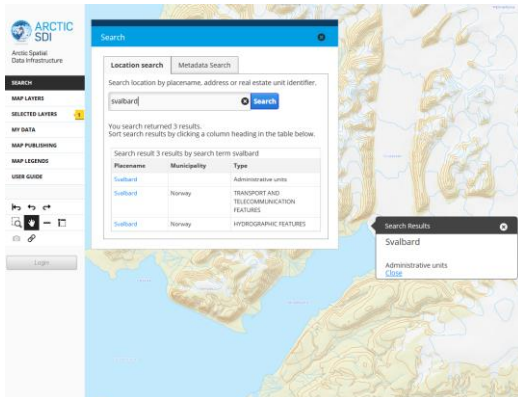 ARCTIC
SDI
Arctic Spatial
Data Infrastructure
SEARCH
MAP LAYERS
SELECTED LAYERS
1
MY DATA
MAP PUBLISHING
MAP LEGENDS
USER GUIDE
Login
Search
Location search
Metadata Search
Search location by placename, address or real estate unit identifier.
svalbard
Search
You search returned 3 results.
Sort search results by clicking a column heading in the table below.
Search result 3 results by search term svalbard
Placename Municipality Type
Svalbard Administrative units
Svalbard Norway TRANSPORT AND
TELECOMMUNICATION
FEATURES
Svalbard Norway HYDROGRAPHIC FEATURES
Search Results
Svalbard
Administrative units
Close